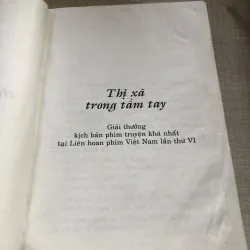 Thị xã
trong tầm tay
Giải thưởng
kịch bản phim truyện khá nhất
tại Liên hoan phim Việt Nam lần thứ VI